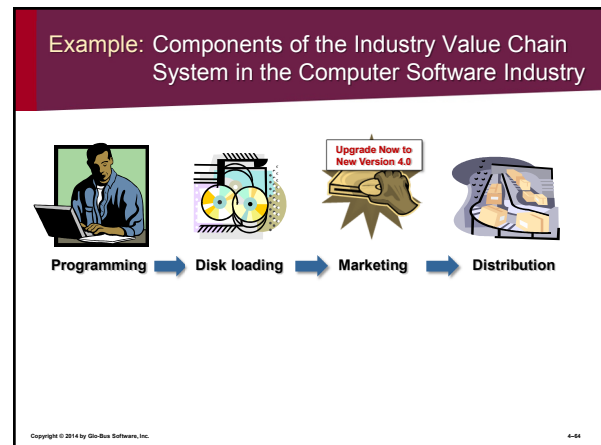 Example: Components of the Industry Value Chain
System in the Computer Software Industry
Upgrade Now to
New Version 4.0
Programming
Disk loading
Marketing
Distribution
Copyright © 2014 by Glo-Bus Software, Inc.
4–64